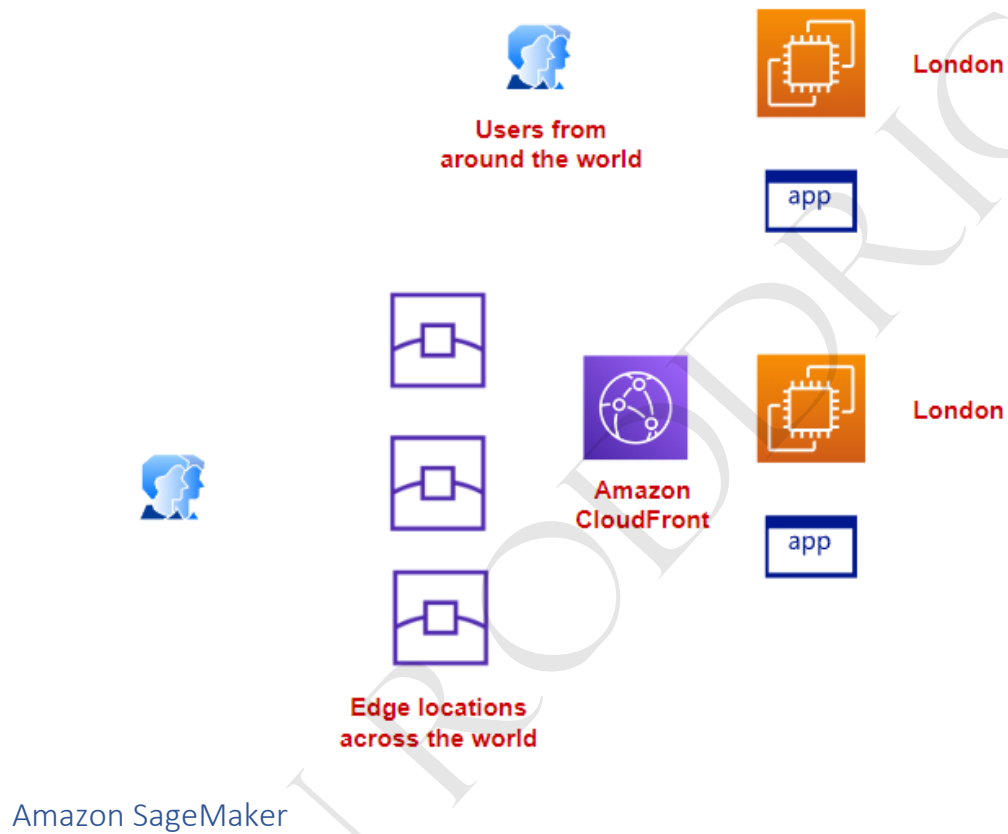 London
Users from
around the world
app
London
Amazon
CloudFront
app
Edge locations
across the world
Amazon SageMaker